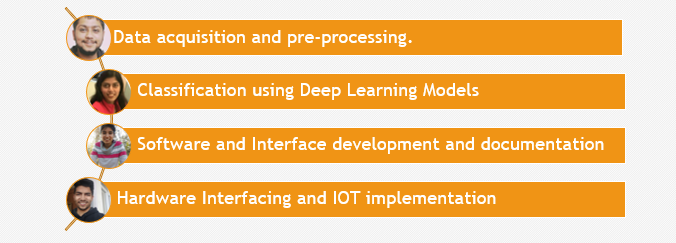 Data acquisition and pre-processing.
Classification using Deep Learning Models
Software and Interface development and documentation
Hardware Interfacing and IOT implementation